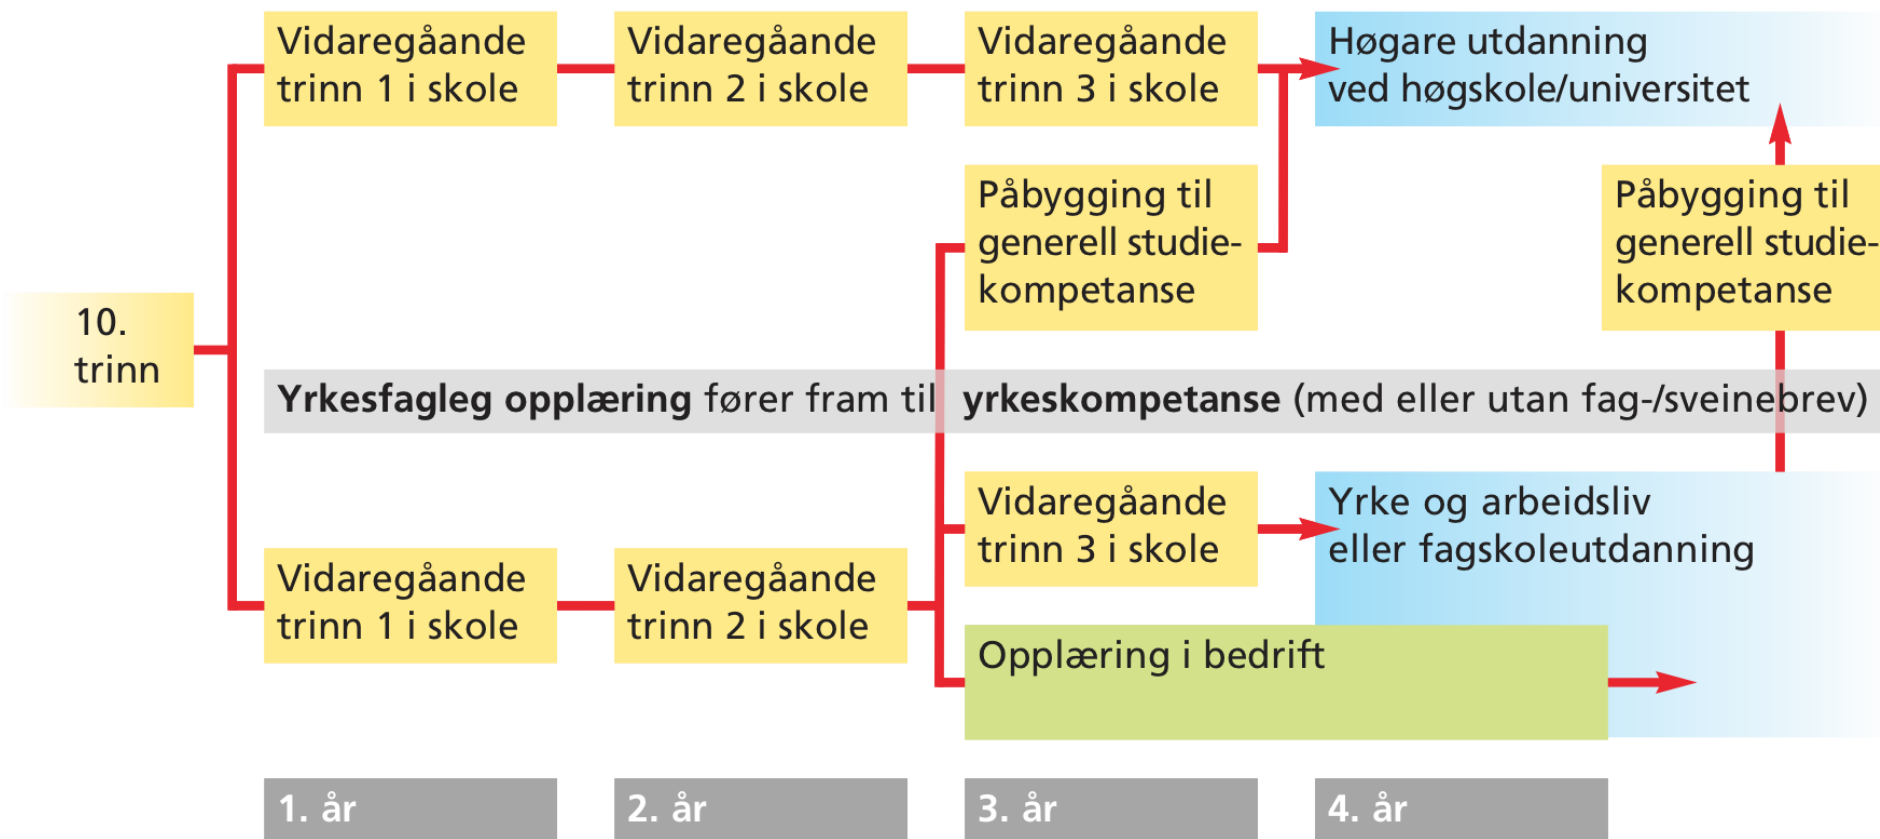 Vidaregåande
trinn 1 i skole
Vidaregåande
trinn 2 i skole
Vidaregåande
trinn 3 i skole
Høgare utdanning
ved høgskole/universitet
Påbygging til
generell studie-
kompetanse
Påbygging til
generell studie-
kompetanse
10.
trinn
Yrkesfagleg opplæring fører fram til yrkeskompetanse (med eller utan fag-/sveinebrev)
Vidaregåande
trinn 3 i skole
Yrke og arbeidsliv
eller fagskoleutdanning
Vidaregåande
trinn 1 i skole
Vidaregåande
trinn 2 i skole
Opplæring i bedrift
1. år
2. år
3. år
4. år